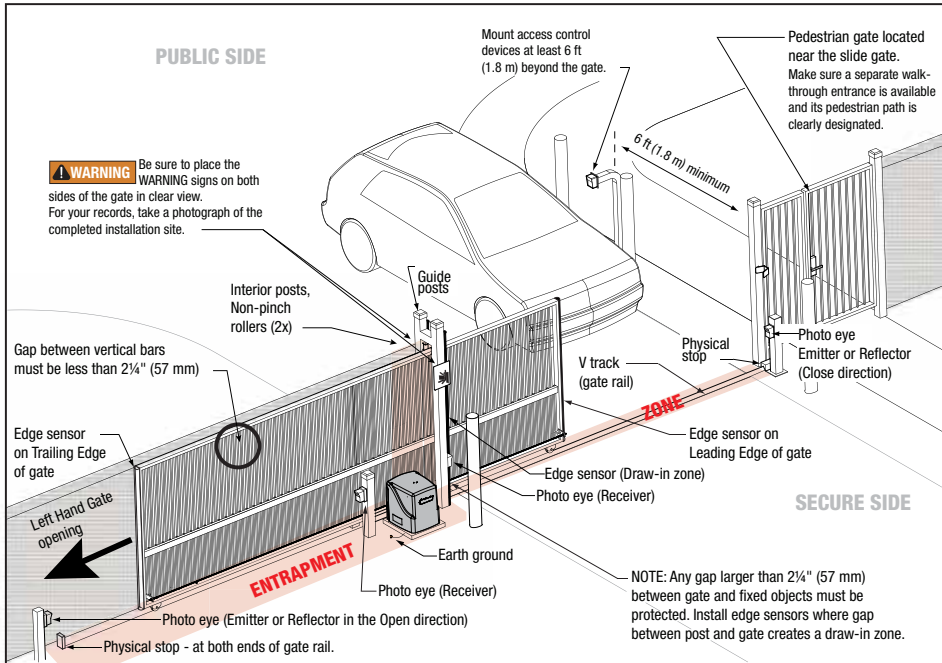 PUBLIC SIDE
Mount access control
devices at least 6 ft
(1.8 m) beyond the gate.
Pedestrian gate located
near the slide gate.
Make sure a separate walk-
through entrance is available
and its pedestrian path is
clearly designated.
6 ft (1.8 m) minimum
WARNING Be sure to place the
WARNING signs on both
sides of the gate in clear view.
For your records, take a photograph of the
completed installation site.
Guide
posts
Interior posts,
Non-pinch
rollers (2x)
Gap between vertical bars
must be less than 2¼" (57 mm)
Physical
stop
Photo eye
Emitter or Reflector
(Close direction)
V track
(gate rail)
ZONE
Edge sensor
on Trailing Edge
of gate
Edge sensor on
Leading Edge of gate
Edge sensor (Draw-in zone)
Photo eye (Receiver)
SECURE SIDE
Left Hand Gate
opening
Earth ground
ENTRAPMENT
Photo eye (Receiver)
NOTE: Any gap larger than 2¼" (57 mm)
between gate and fixed objects must be
protected. Install edge sensors where gap
between post and gate creates a draw-in zone.
Photo eye (Emitter or Reflector in the Open direction)
Physical stop - at both ends of gate rail.